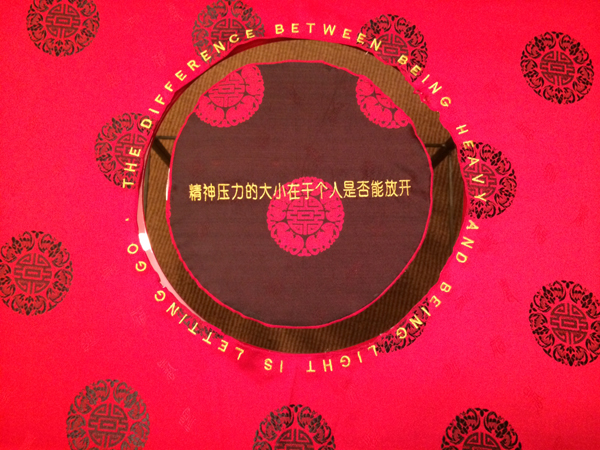 THE DIFFERENCE BETWEEN BEING HEAVY AND BEING LIGHT IS LETTING GO .
精神压力的大小在于个人是否能放开